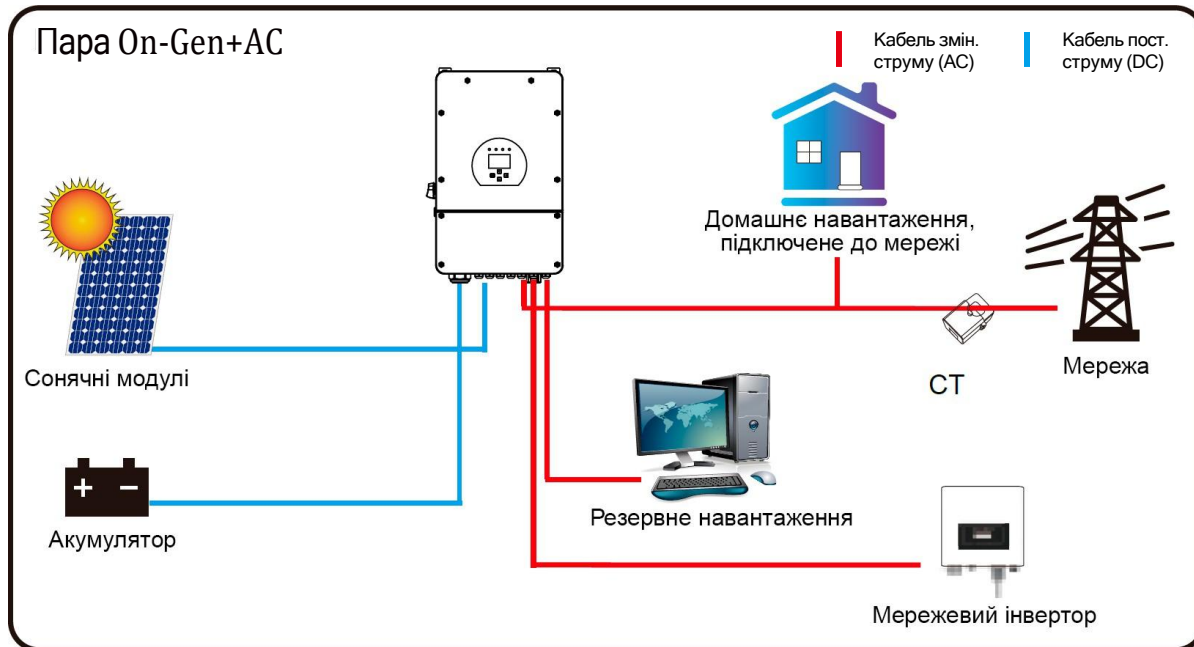 Пара On-Gen+AC
Кабель змін.
струму (AC)
Кабель пост.
струму (DC)
Домашнє навантаження,
підключене до мережі
Сонячні модулі
CT
Мережа
Акумулятор
Резервне навантаження
Мережевий інвертор